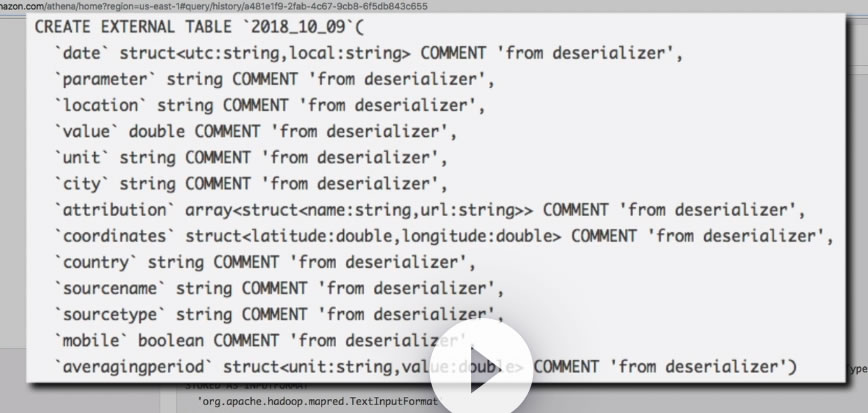 nazon.com/athena/home?region=us-east-1#query/history/a481e1f9-2fab-4c67-9cb8-6f5db843c655
CREATE EXTERNAL TABLE `2018_10_09`(
`date` struct<utc:string,local:string> COMMENT 'from deserializer',
`parameter` string COMMENT 'from deserializer',
`location` string COMMENT 'from deserializer',
`value` double COMMENT 'from deserializer',
`unit` string COMMENT 'from deserializer',
`city` string COMMENT 'from deserializer',
`attribution` array<struct<name:string,url:string>> COMMENT 'from deserializer',
`coordinates` struct<latitude:double,longitude:double> COMMENT 'from deserializer',
`country` string COMMENT 'from deserializer',
`sourcename` string COMMENT 'from deserializer',
`sourcetype` string COMMENT 'from deserializer',
`mobile` boolean COMMENT 'from deserializer',
`averagingperiod` struct<unit:string,value:double> COMMENT 'from deserializer')
ype
STORED AS INPUTFORMAT
'org.apache.hadoop.mapred.TextInputFormat